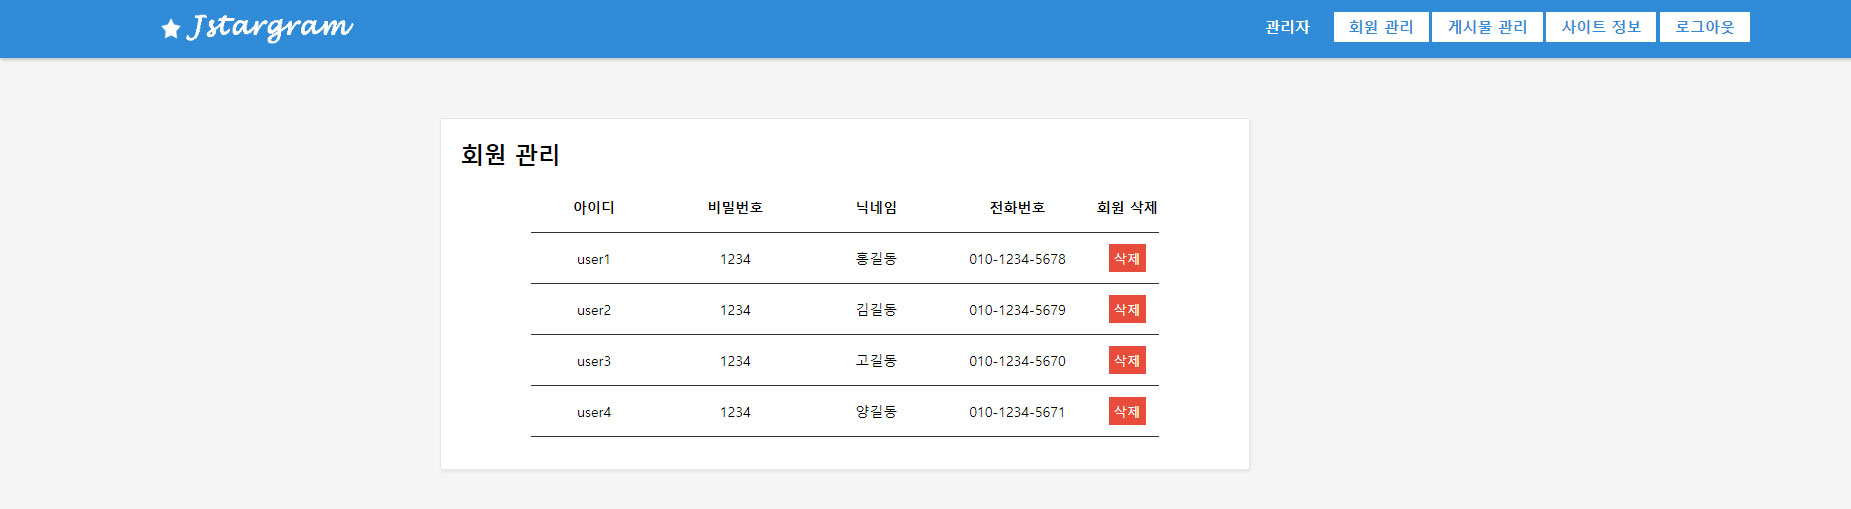 Jstargram 관리자 회원 관리 게시물 관리 사이트 정보 로그아웃
회원 관리
아이디 비밀번호 닉네임 전화번호 회원 삭제
user1 1234 홍길동 010-1234-5678 삭제
user2 1234 김길동 010-1234-5679 삭제
user3 1234 고길동 010-1234-5670 삭제
user4 1234 양길동 010-1234-5671 삭제